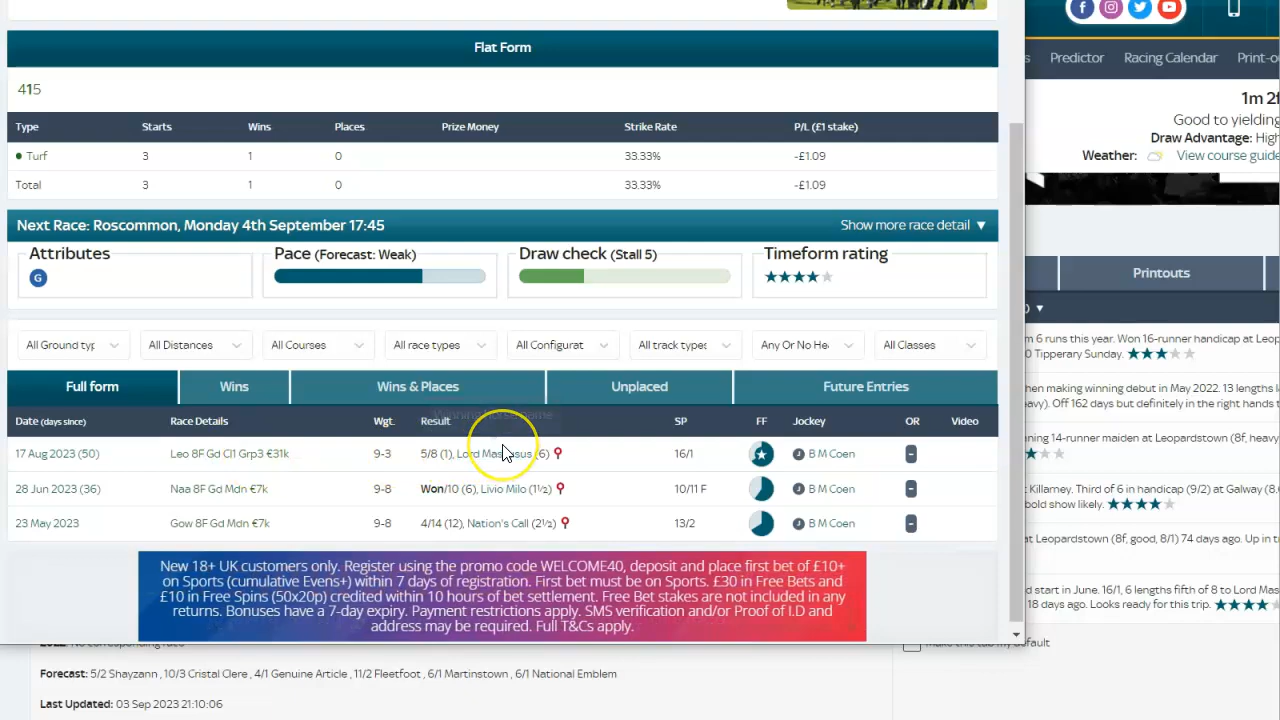 Flat Form
415
Type Starts Wins Places Prize Money Strike Rate P/L (£1 stake)
Turf 3 1 0 33.33% -£1.09
Total 3 1 0 33.33% -£1.09
Next Race: Roscommon, Monday 4th September 17:45 Show more race detail ▼
Attributes Pace (Forecast: Weak) Draw check (Stall 5) Timeform rating
G
All Ground typ All Distances All Courses All race types All Configurat All track types Any Or No He All Classes
Full form Wins Wins & Places Unplaced Future Entries
Date (days since) Race Details Wgt. Result SP FF Jockey OR Video
17 Aug 2023 (50) Leo 8F Gd Cl1 Grp3 €31k 9-3 5/8 (1), Lord (6) 16/1 B M Coen -
28 Jun 2023 (36) Naa 8F Gd Mdn €7k 9-8 Won/10 (6), Livio Milo (1½) 10/11 F B M Coen -
23 May 2023 Gow 8F Gd Mdn €7k 9-8 4/14 (12), Nation's Call (2½) 13/2 B M Coen -
New 18+ UK customers only. Register using the promo code WELCOME40, deposit and place first bet of £10+
on Sports (cumulative Evens+) within 7 days of registration. First bet must be on Sports. £30 in Free Bets and
£10 in Free Spins (50x20p) credited within 10 hours of bet settlement. Free Bet stakes are not included in any
returns. Bonuses have a 7-day expiry. Payment restrictions apply. SMS verification and/or Proof of I.D and
address may be required. Full T&Cs apply.
Forecast: 5/2 Shayzann, 10/3 Cristal Clere, 4/1 Genuine Article, 11/2 Fleetfoot, 6/1 Martinstown, 6/1 National Emblem
Last Updated: 03 Sep 2023 21:10:06
Predictor Racing Calendar
1m 2f
Good to yielding
Draw Advantage: High
Weather: View course guide
Printouts
6 runs this year. Won 16-runner handicap at
Tipperary Sunday.
when making winning debut in May 2022. 13 lengths
Off 162 days but definitely in the right hands
14-runner maiden at Leopardstown (8f, heavy,
Killarney. Third of 6 in handicap (9/2) at Galway
bold show likely.
at Leopardstown (8f, good, 8/1) 74 days ago. Up in
start in June. 16/1, 6 lengths fifth of 8 to Lord
18 days ago. Looks ready for this trip.